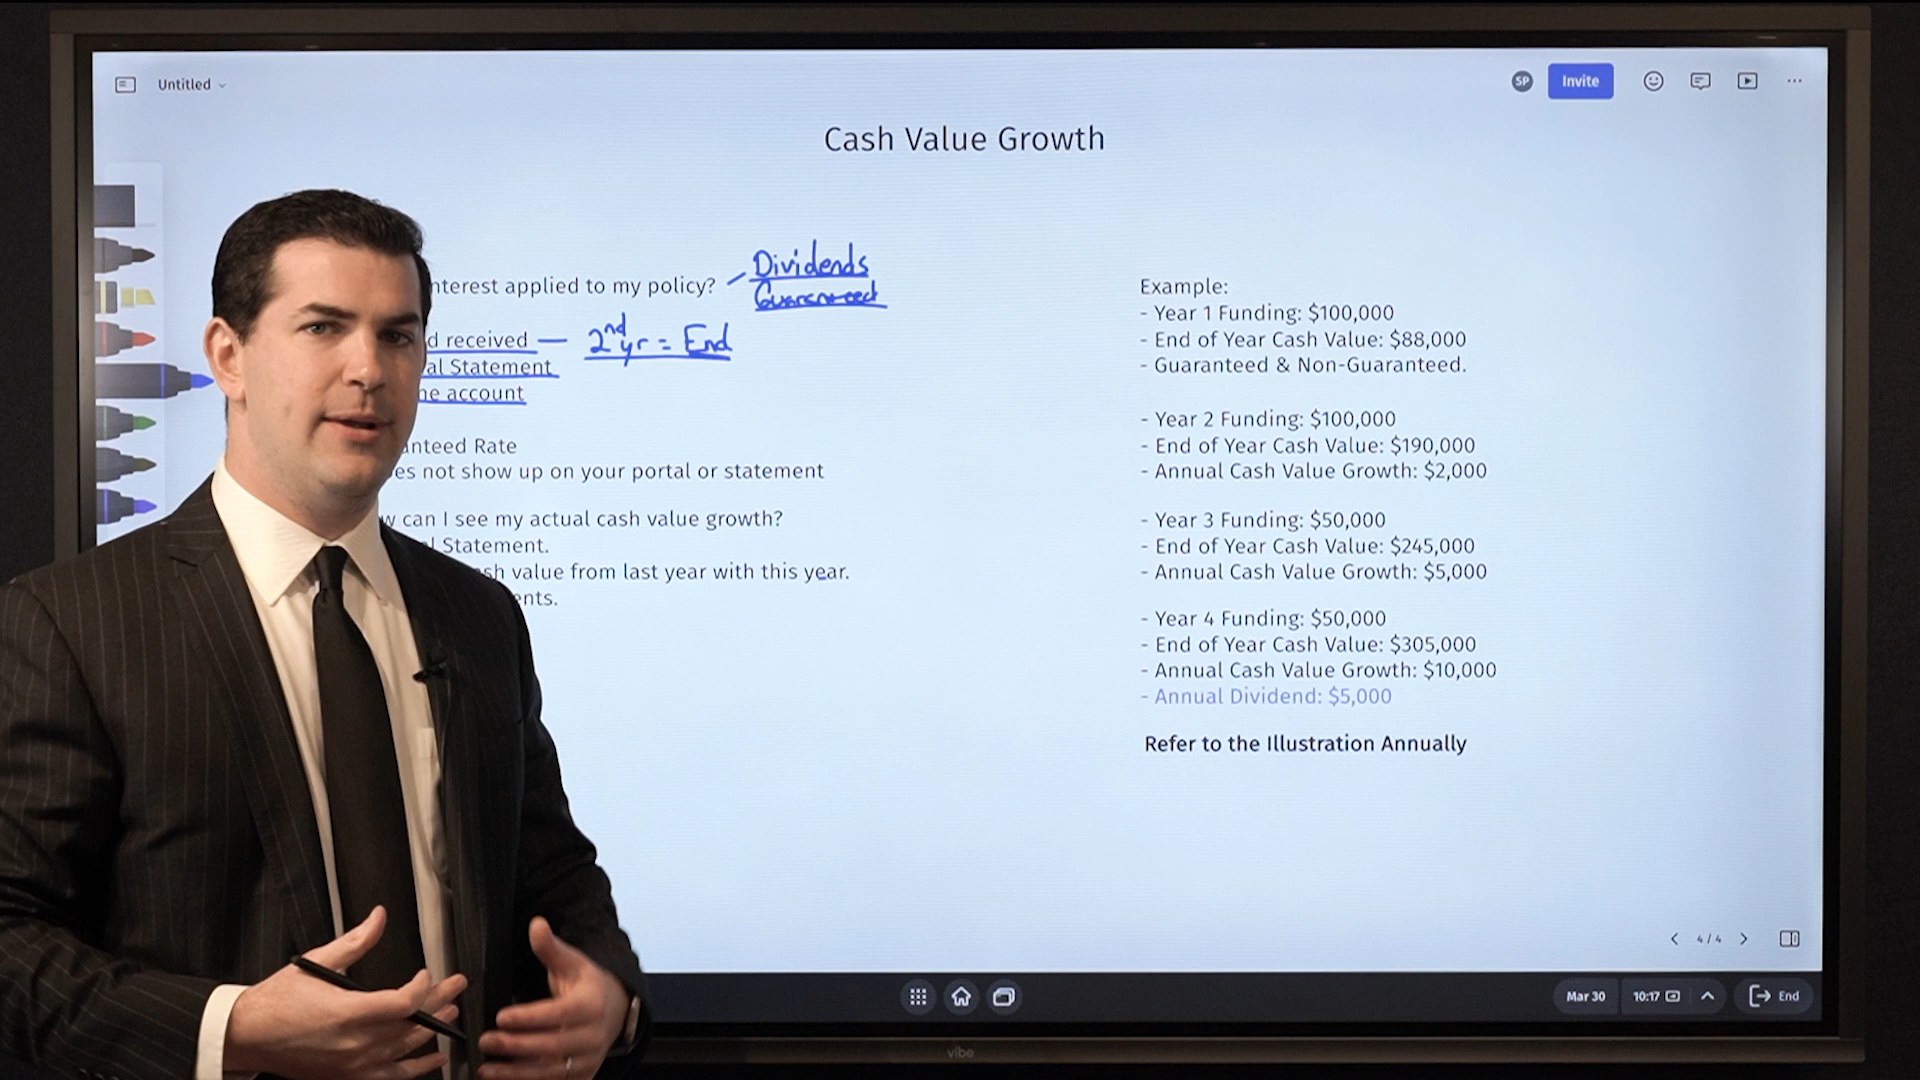 Untitled
SP
Invite
Cash Value Growth
nterest applied to my policy?
Dividends
Guaranteed
d received — 2nd yr = End
al Statement
account
nteed Rate
es not show up on your portal or statement
w can I see my actual cash value growth?
Statement.
sh value from last year with this year.
ents.
Example:
- Year 1 Funding: $100,000
- End of Year Cash Value: $88,000
- Guaranteed & Non-Guaranteed.
- Year 2 Funding: $100,000
- End of Year Cash Value: $190,000
- Annual Cash Value Growth: $2,000
- Year 3 Funding: $50,000
- End of Year Cash Value: $245,000
- Annual Cash Value Growth: $5,000
- Year 4 Funding: $50,000
- End of Year Cash Value: $305,000
- Annual Cash Value Growth: $10,000
- Annual Dividend: $5,000
Refer to the Illustration Annually
4/4
Mar 30
10:17
End
vibe